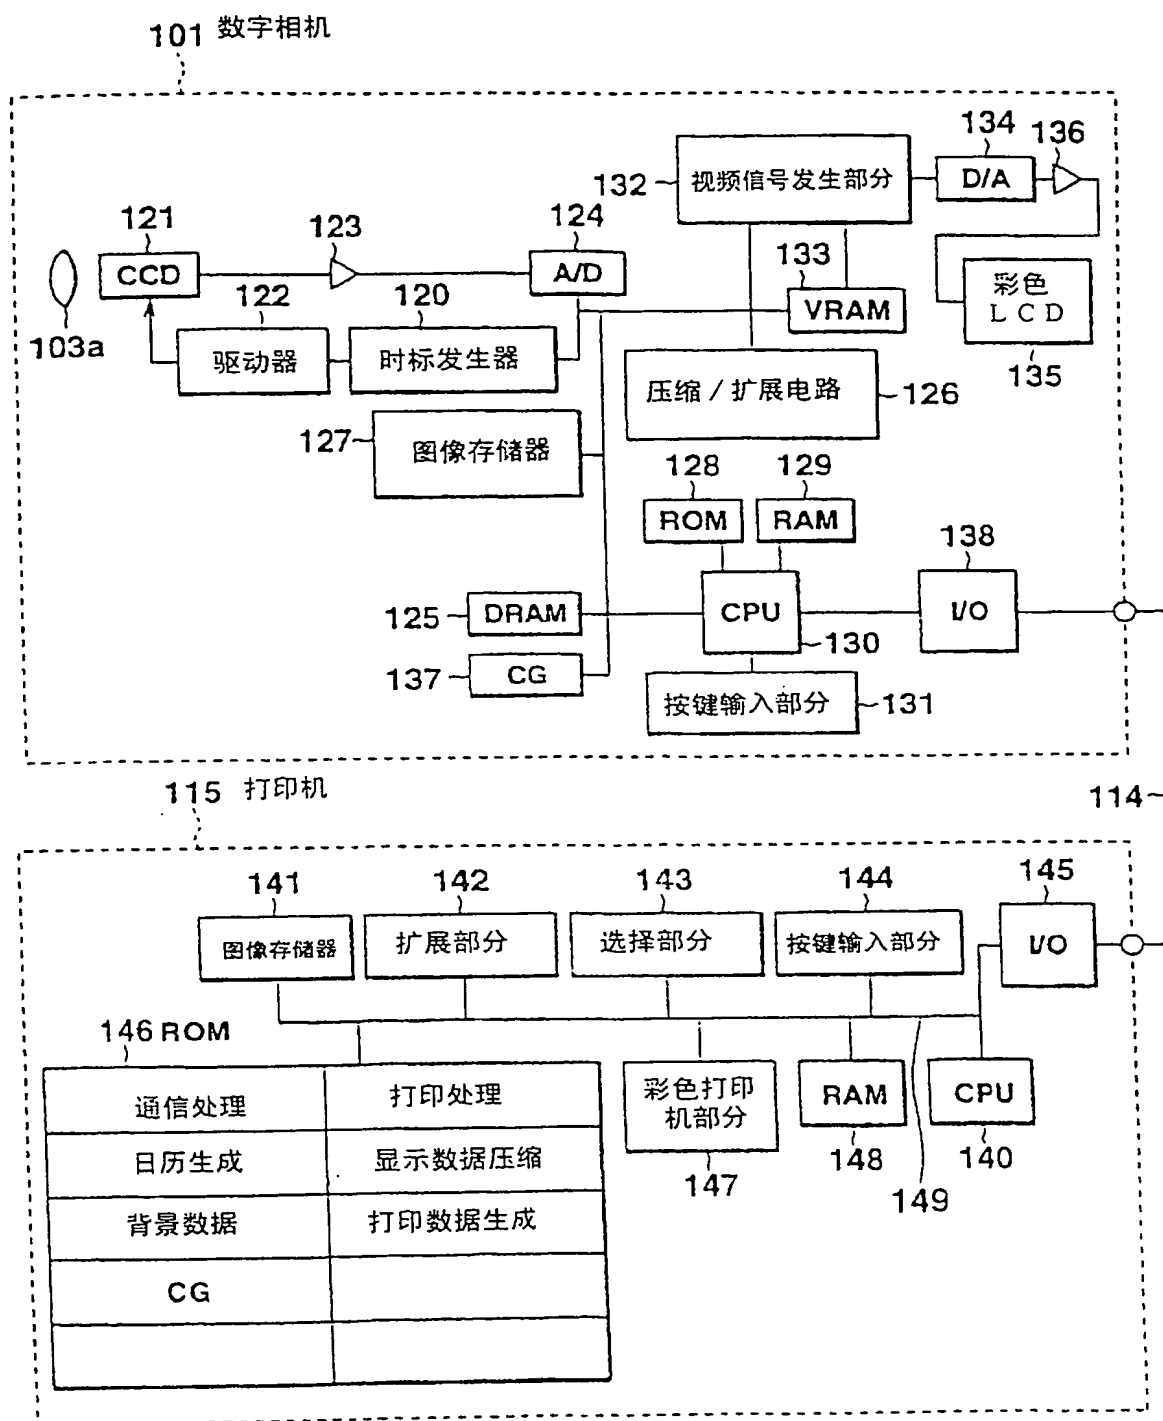 101 数字相机
134
136
132
视频信号发生部分
D/A
121
123
124
133
CCD
A/D
VRAM
彩色
LCD
103a
122
120
135
驱动器
时标发生器
压缩/扩展电路
126
127
图像存储器
128
129
ROM
RAM
138
125
DRAM
CPU
I/O
130
137
CG
按键输入部分
131
115 打印机
114
141
142
143
144
145
图像存储器
扩展部分
选择部分
按键输入部分
I/O
146 ROM
通信处理
打印处理
彩色打印
机部分
RAM
CPU
日历生成
显示数据压缩
147
148
140
149
背景数据
打印数据生成
CG